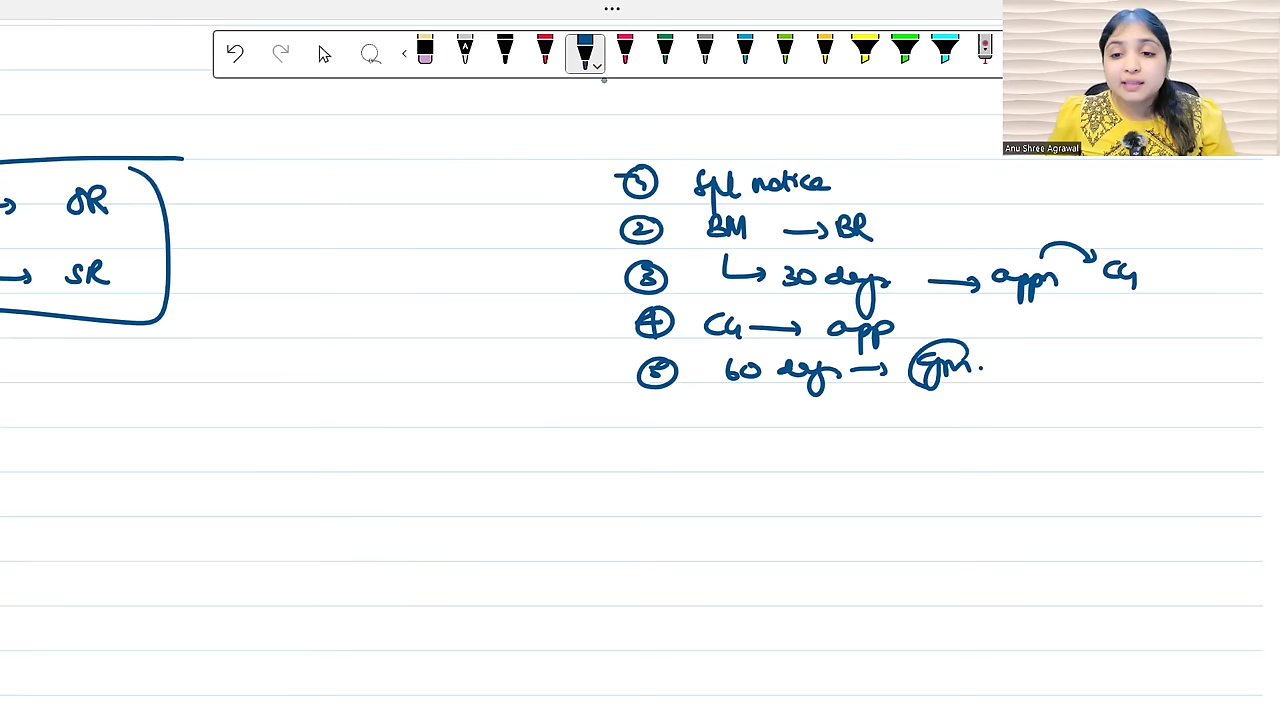 Anu Shree Agrawal
→ OR
→ SR
① Spl notice
② BM → BR
③ ↳ 30 days → appn CG
④ CG → app
⑤ 60 days → GM.